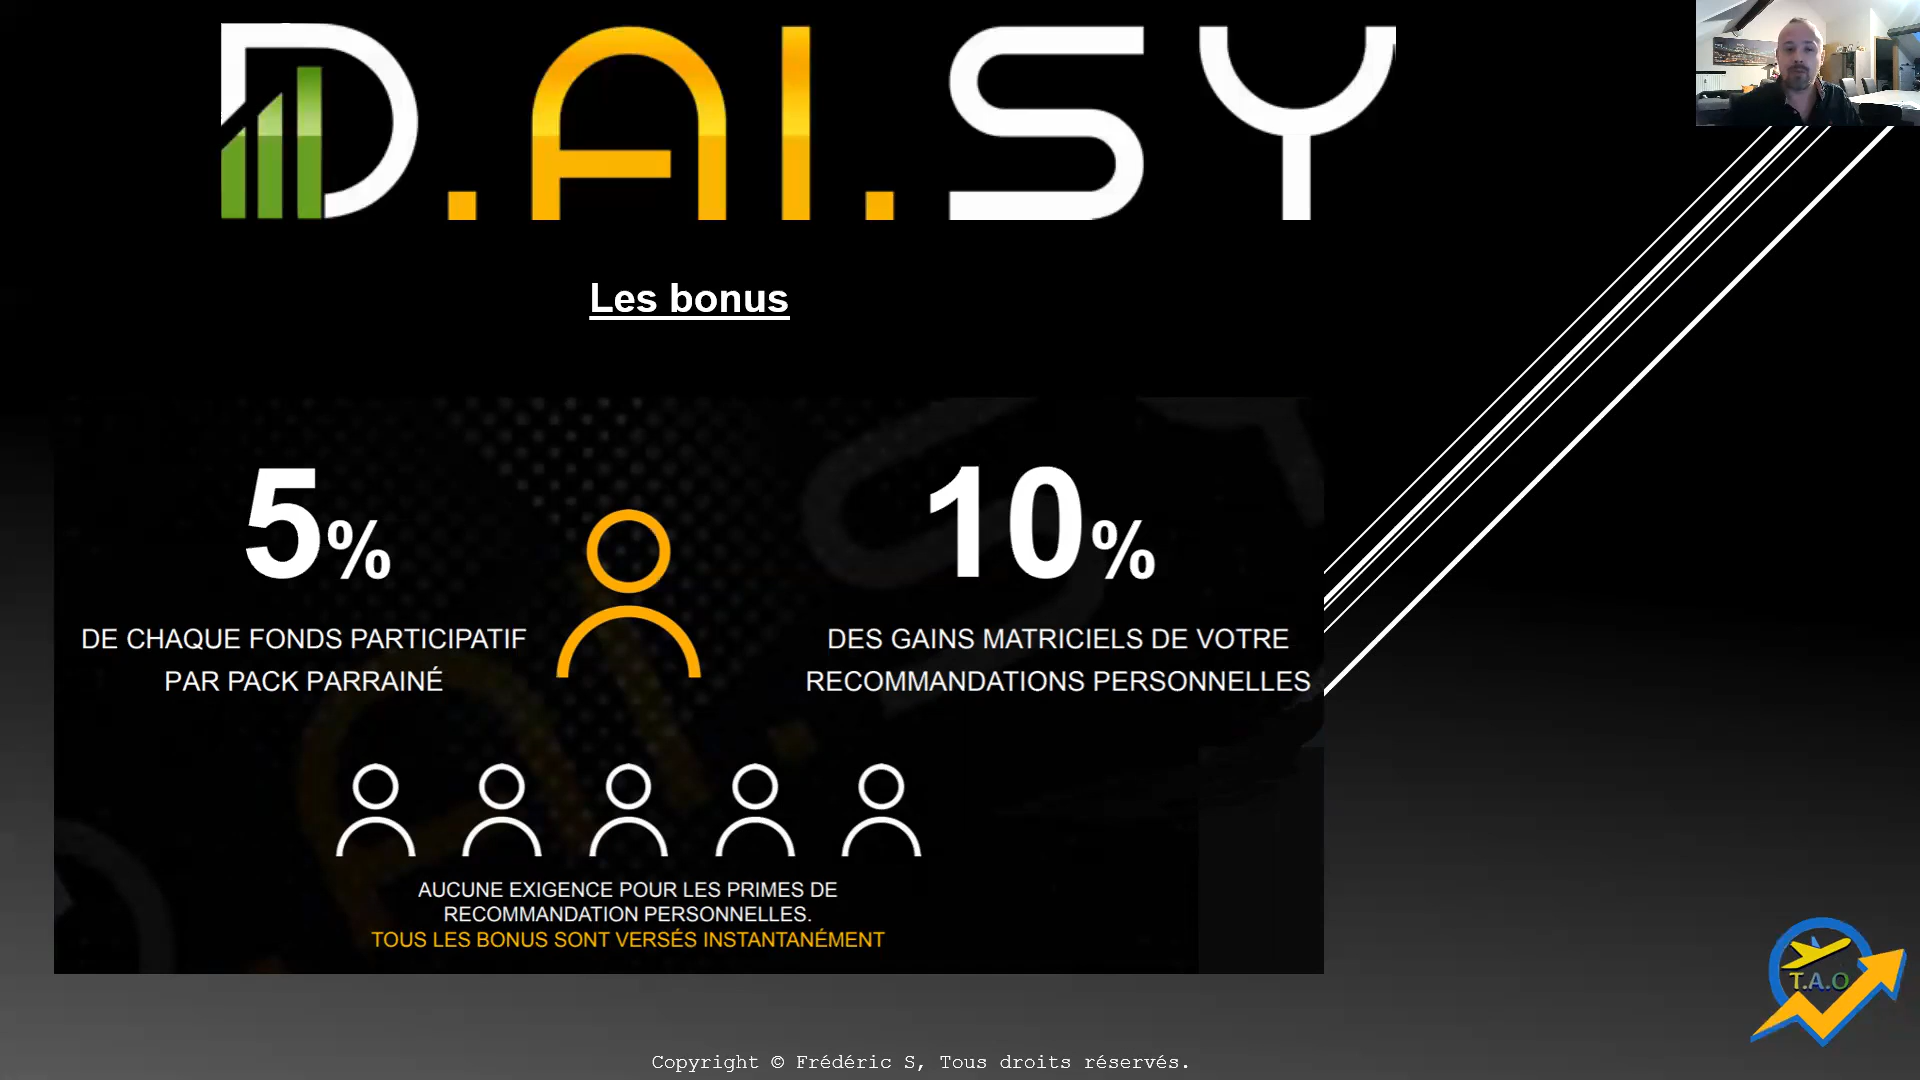 D.AI.SY
Les bonus
5%
DE CHAQUE FONDS PARTICIPATIF
PAR PACK PARRAINÉ
10%
DES GAINS MATRICIELS DE VOTRE
RECOMMANDATIONS PERSONNELLES
AUCUNE EXIGENCE POUR LES PRIMES DE
RECOMMANDATION PERSONNELLES.
TOUS LES BONUS SONT VERSÉS INSTANTANÉMENT
T.A.O
Copyright © Frédéric S, Tous droits réservés.